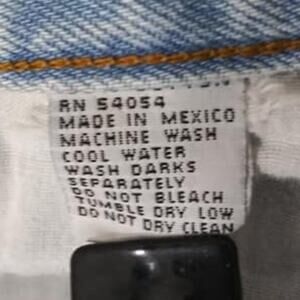 RN 54054
MADE IN MEXICO
MACHINE WASH
COOL WATER
WASH DARKS
SEPARATELY
DO NOT BLEACH
TUMBLE DRY LOW
DO NOT DRY CLEAN